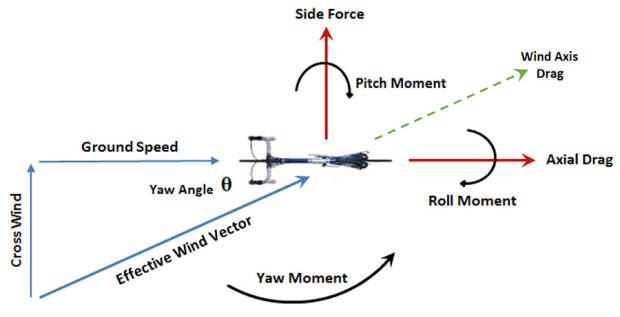 Side Force
Wind Axis
Drag
Pitch Moment
Ground Speed
Axial Drag
Yaw Angle θ
Roll Moment
Cross Wind
Effective Wind Vector
Yaw Moment